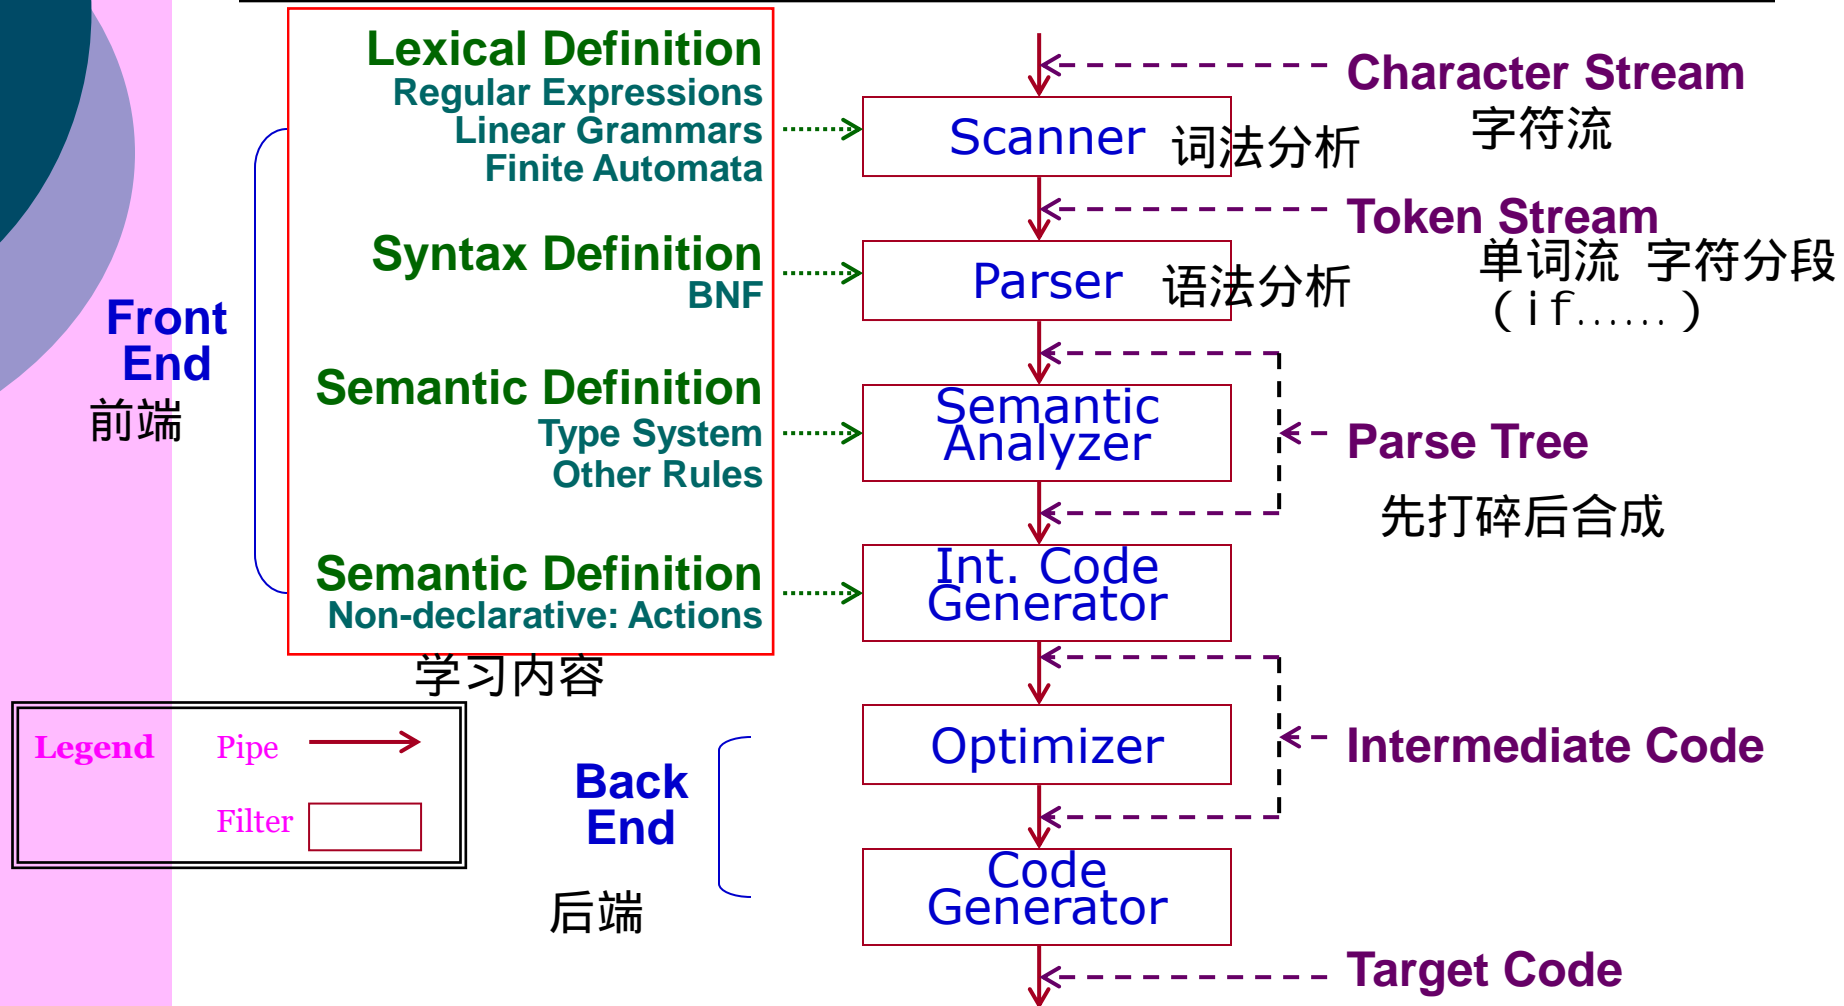 Lexical Definition
Regular Expressions
Linear Grammars
Finite Automata
Syntax Definition
BNF
Semantic Definition
Type System
Other Rules
Semantic Definition
Non-declarative: Actions
学习内容
Front
End
前端
Back
End
后端
Legend
Pipe
Filter
Scanner
词法分析
Parser
语法分析
Semantic
Analyzer
Int. Code
Generator
Optimizer
Code
Generator
Character Stream
字符流
Token Stream
单词流 字符分段
（if......）
Parse Tree
先打碎后合成
Intermediate Code
Target Code